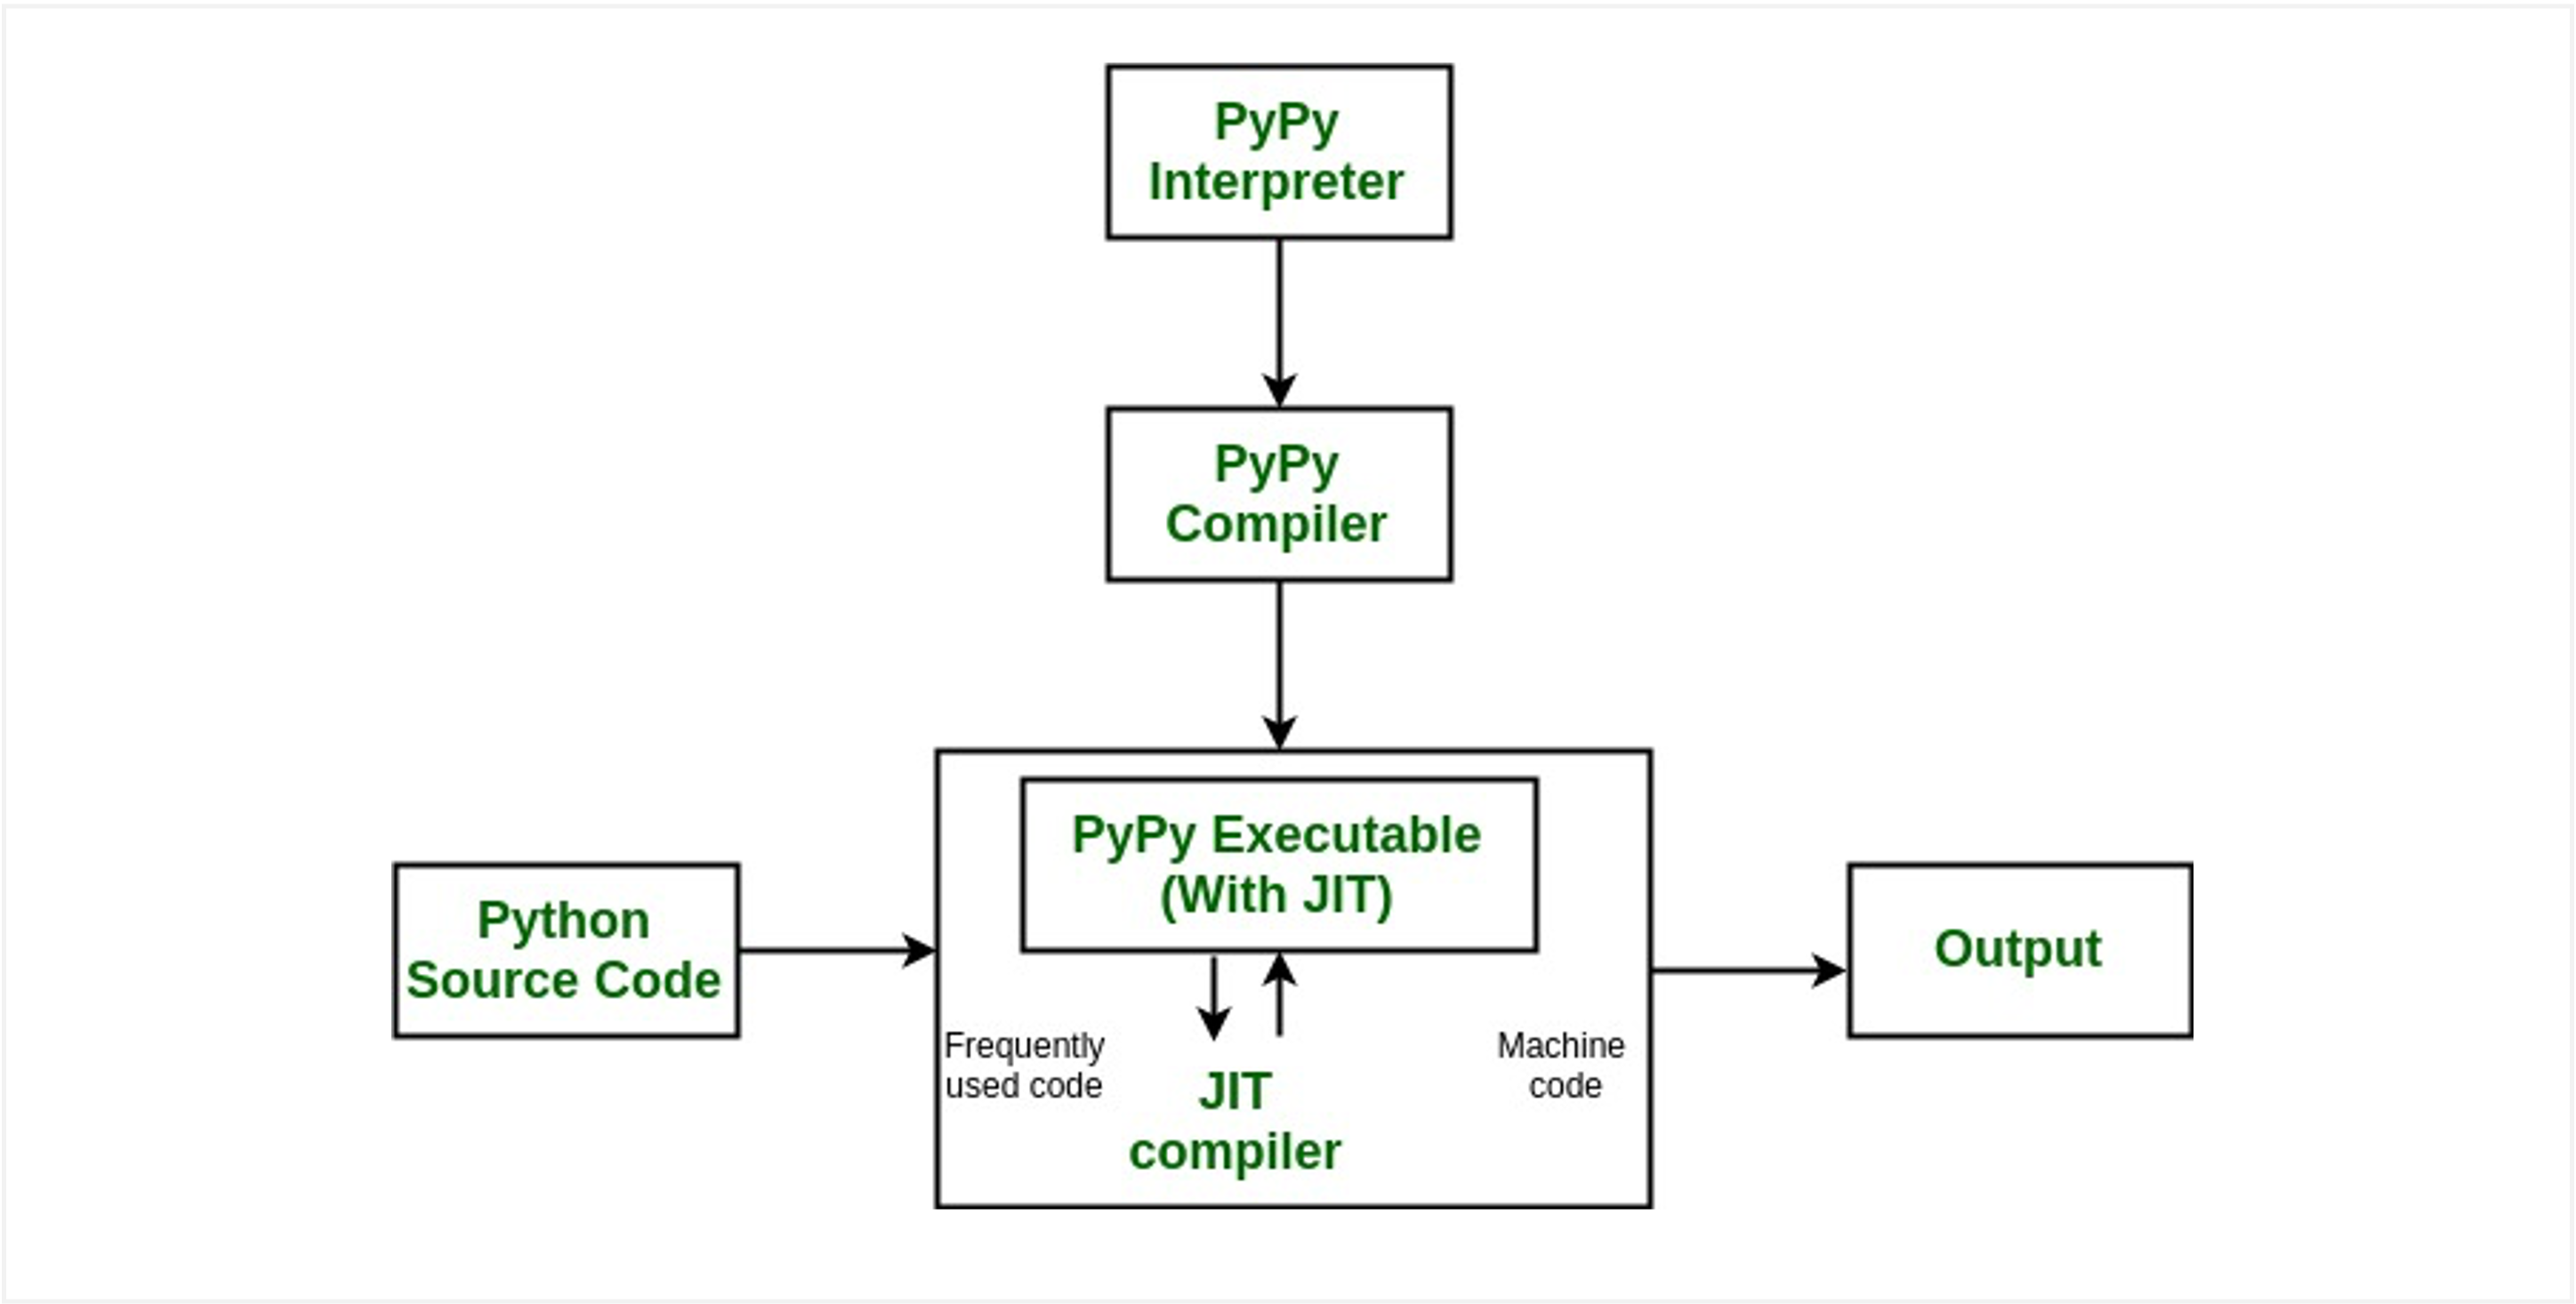 PyPy
Interpreter
PyPy
Compiler
PyPy Executable
(With JIT)
Python
Source Code
Output
Frequently
used code
Machine
code
JIT
compiler